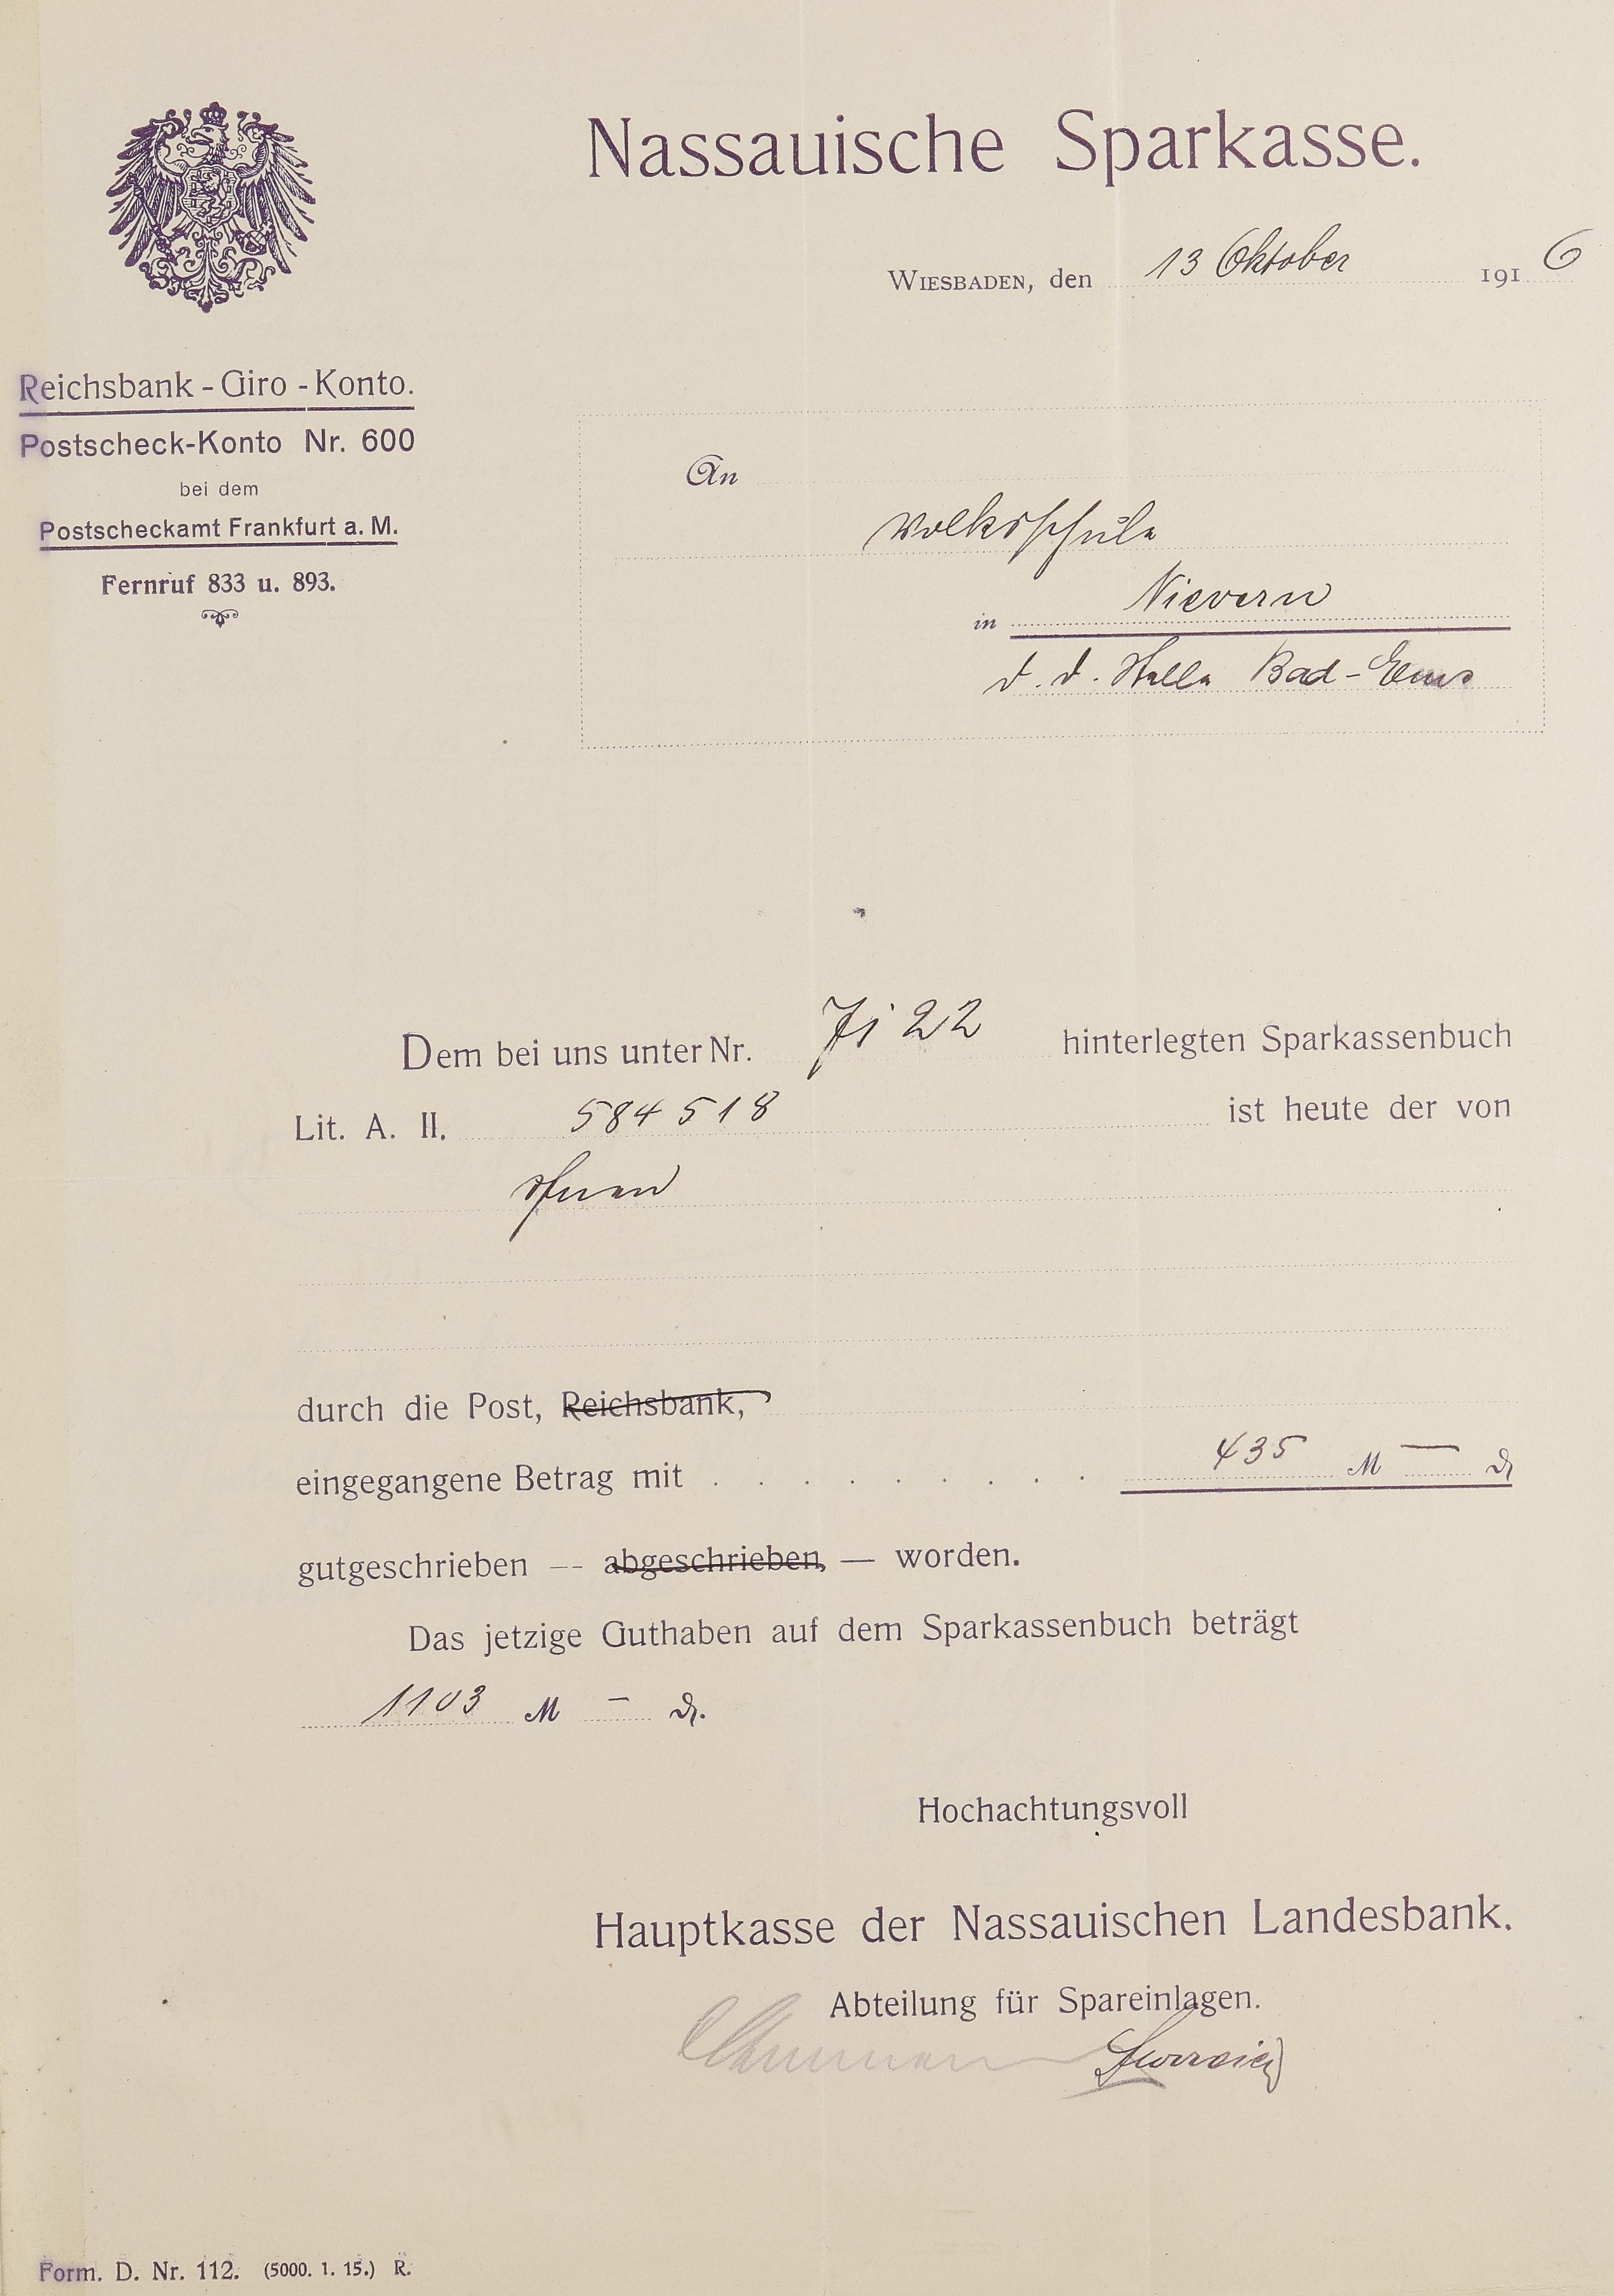 Nassauische Sparkasse.
Wiesbaden, den 13 Oktober 1916
Reichsbank-Giro-Konto.
Postscheck-Konto Nr. 600
bei dem
Postscheckamt Frankfurt a. M.
Fernruf 833 u. 893.
An
Volksschule
in Nievern
d. d. Stelle Bad-Ems
Dem bei uns unter Nr. 22 hinterlegten Sparkassenbuch
Lit. A. II. 584518 ist heute der von
Ihnen
durch die Post, Reichsbank,
eingegangene Betrag mit . . . . . . . . . 435 M — ₰
gutgeschrieben — abgeschrieben, — worden.
Das jetzige Guthaben auf dem Sparkassenbuch beträgt
1103 M — ₰.
Hochachtungsvoll
Hauptkasse der Nassauischen Landesbank.
Abteilung für Spareinlagen.
Form. D. Nr. 112. (5000. 1. 15.) R.